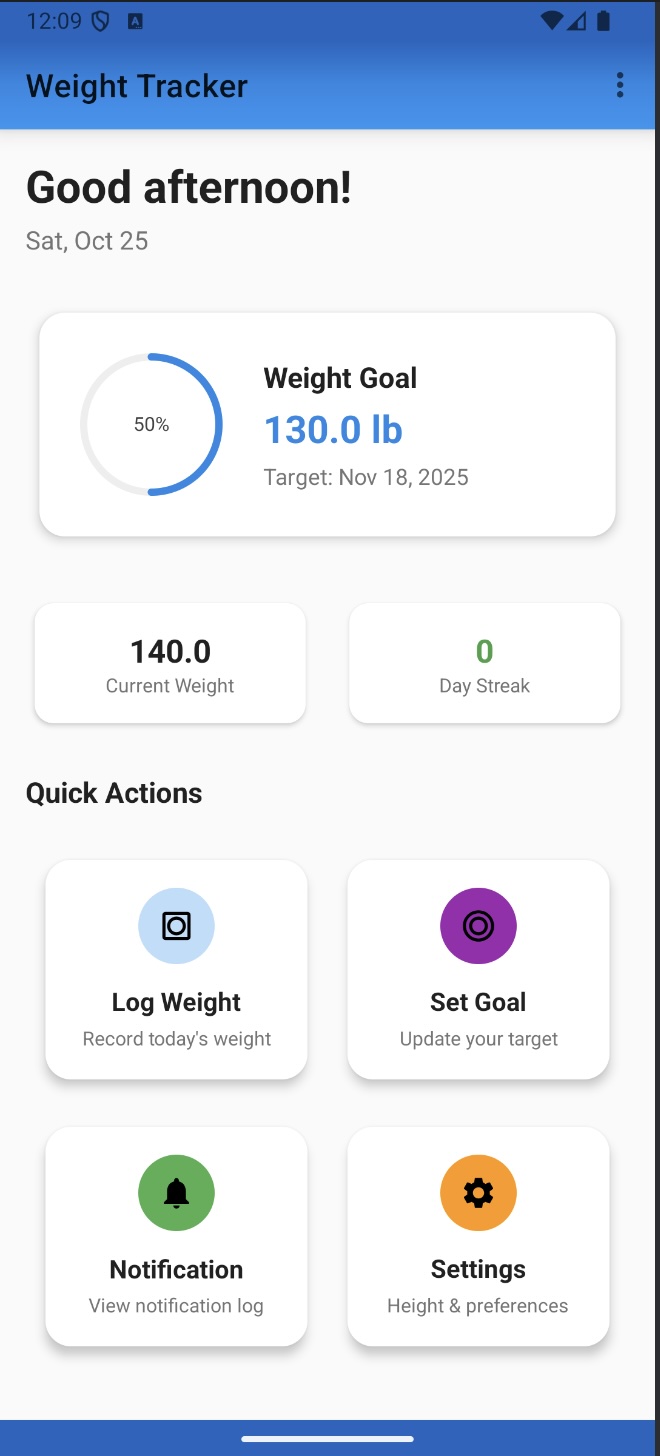 12:09
Weight Tracker
Good afternoon!
Sat, Oct 25
50%
Weight Goal
130.0 lb
Target: Nov 18, 2025
140.0
Current Weight
0
Day Streak
Quick Actions
Log Weight
Record today's weight
Set Goal
Update your target
Notification
View notification log
Settings
Height & preferences